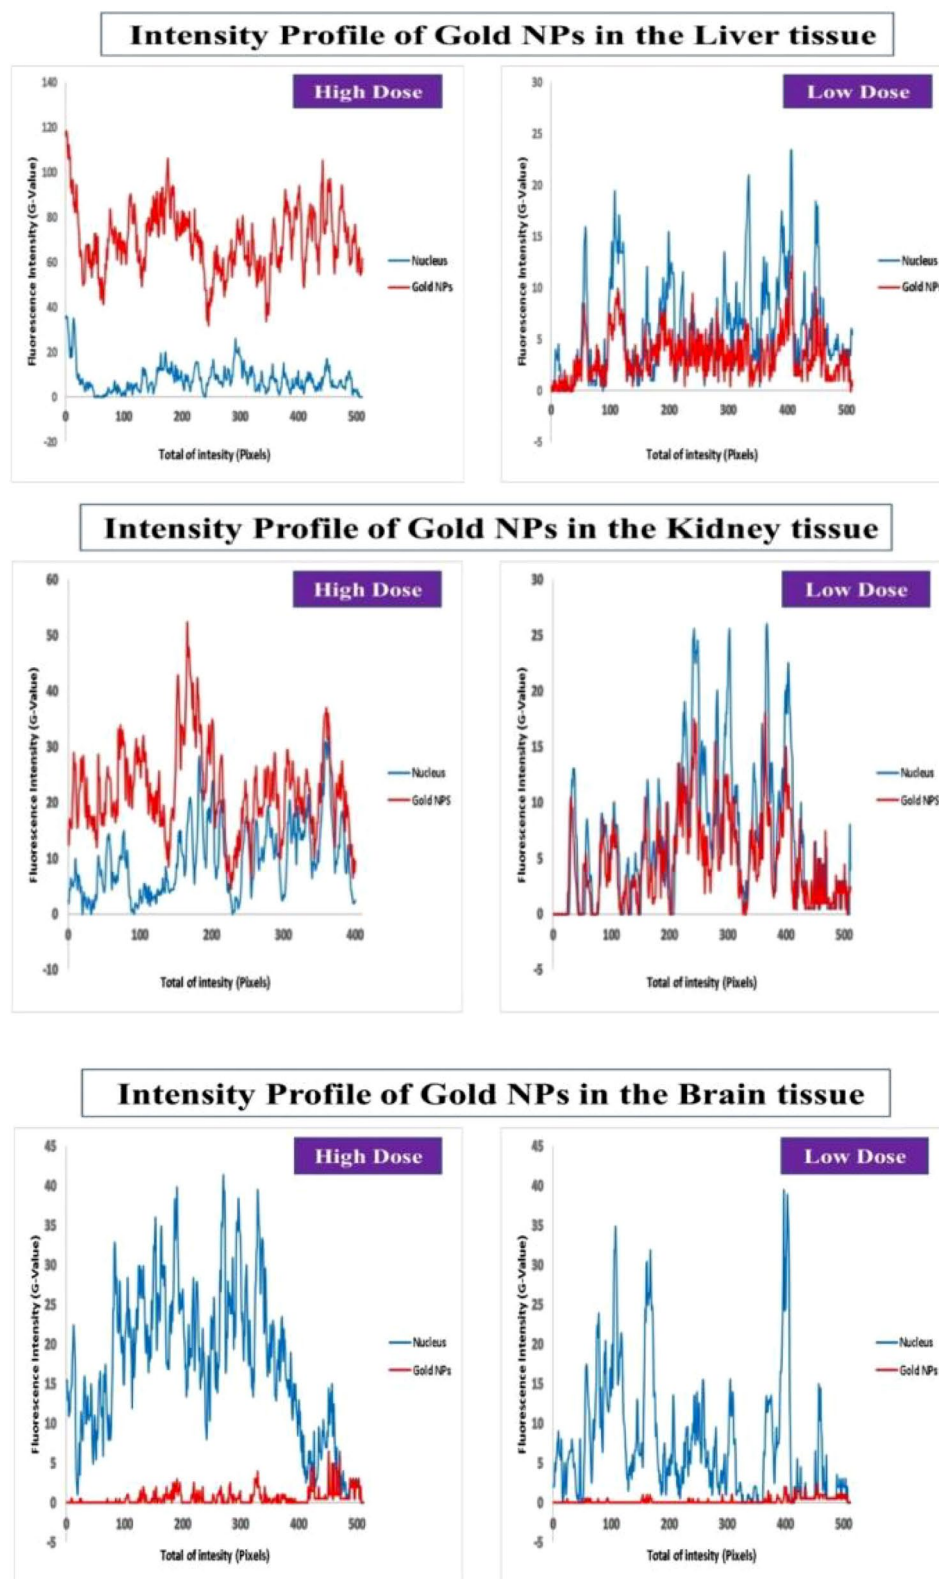 Intensity Profile of Gold NPs in the Liver tissue
High Dose
140
120
100
80
60
40
20
0
-20
0 100 200 300 400 500
Fluorescence Intensity (G-Value)
Total of intesity (Pixels)
Nucleus
Gold NPs
Low Dose
30
25
20
15
10
5
0
-5
0 100 200 300 400 500
Fluorescence Intensity (G-Value)
Total of intesity (Pixels)
Nucleus
Gold NPs
Intensity Profile of Gold NPs in the Kidney tissue
High Dose
60
50
40
30
20
10
0
-10
0 100 200 300 400
Fluorescence Intensity (G-Value)
Total of intesity (Pixels)
Nucleus
Gold NPS
Low Dose
30
25
20
15
10
5
0
-5
0 100 200 300 400 500
Fluorescence Intensity (G-Value)
Total of intesity (Pixels)
Nucleus
Gold NPS
Intensity Profile of Gold NPs in the Brain tissue
High Dose
45
40
35
30
25
20
15
10
5
0
-5
0 100 200 300 400 500
Fluorescence Intensity (G-Value)
Total of intesity (Pixels)
Nucleus
Gold NPs
Low Dose
45
40
35
30
25
20
15
10
5
0
-5
0 100 200 300 400 500
Fluorescence Intensity (G-Value)
Total of intesity (Pixels)
Nucleus
Gold NPs